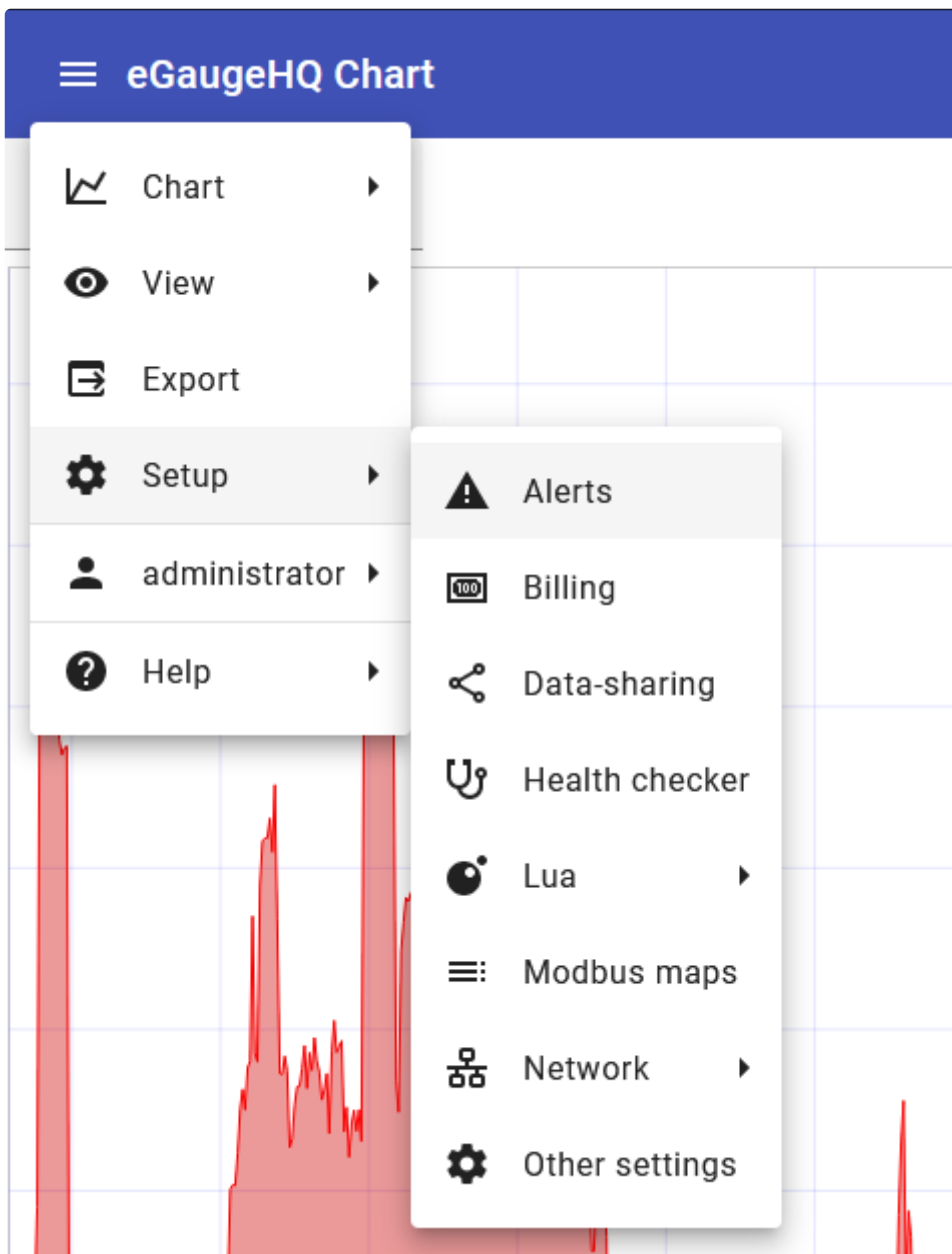 eGaugeHQ Chart
Chart
View
Export
Setup
administrator
Help
Alerts
Billing
100
Data-sharing
Health checker
Lua
Modbus maps
Network
Other settings